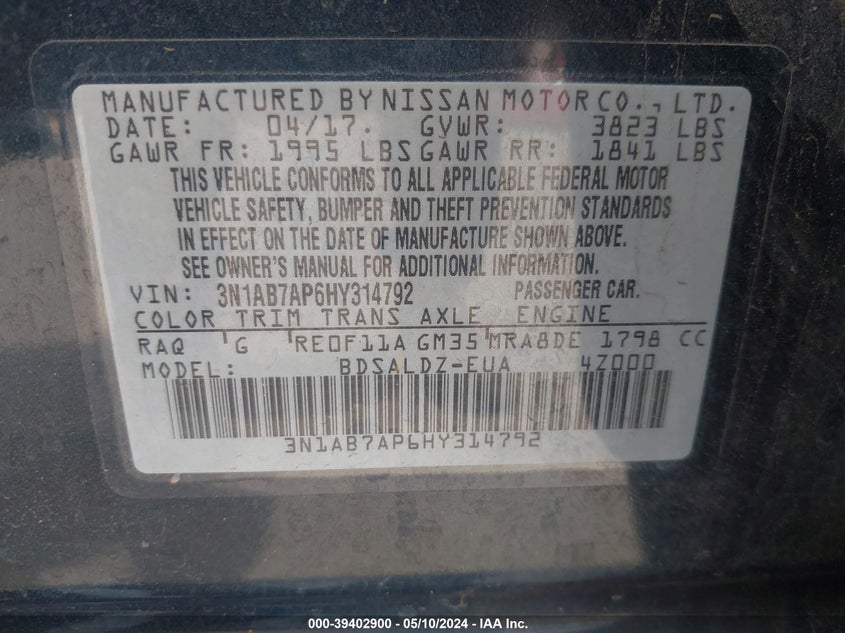 MANUFACTURED BY NISSAN MOTOR CO., LTD.
DATE: 04/17. GVWR: 3823 LBS
GAWR FR: 1995 LBS GAWR RR: 1841 LBS
THIS VEHICLE CONFORMS TO ALL APPLICABLE FEDERAL MOTOR
VEHICLE SAFETY, BUMPER AND THEFT PREVENTION STANDARDS
IN EFFECT ON THE DATE OF MANUFACTURE SHOWN ABOVE.
SEE OWNER'S MANUAL FOR ADDITIONAL INFORMATION.
VIN: 3N1AB7AP6HY314792 PASSENGER CAR.
COLOR TRIM TRANS AXLE ENGINE
RAQ 'G 'RE0F11A GM35 'MRA8DE 1798 CC
MODEL: BDSALDZ-EUA 4Z000
3N1AB7AP6HY314792
000-39402900 - 05/10/2024 - IAA Inc.